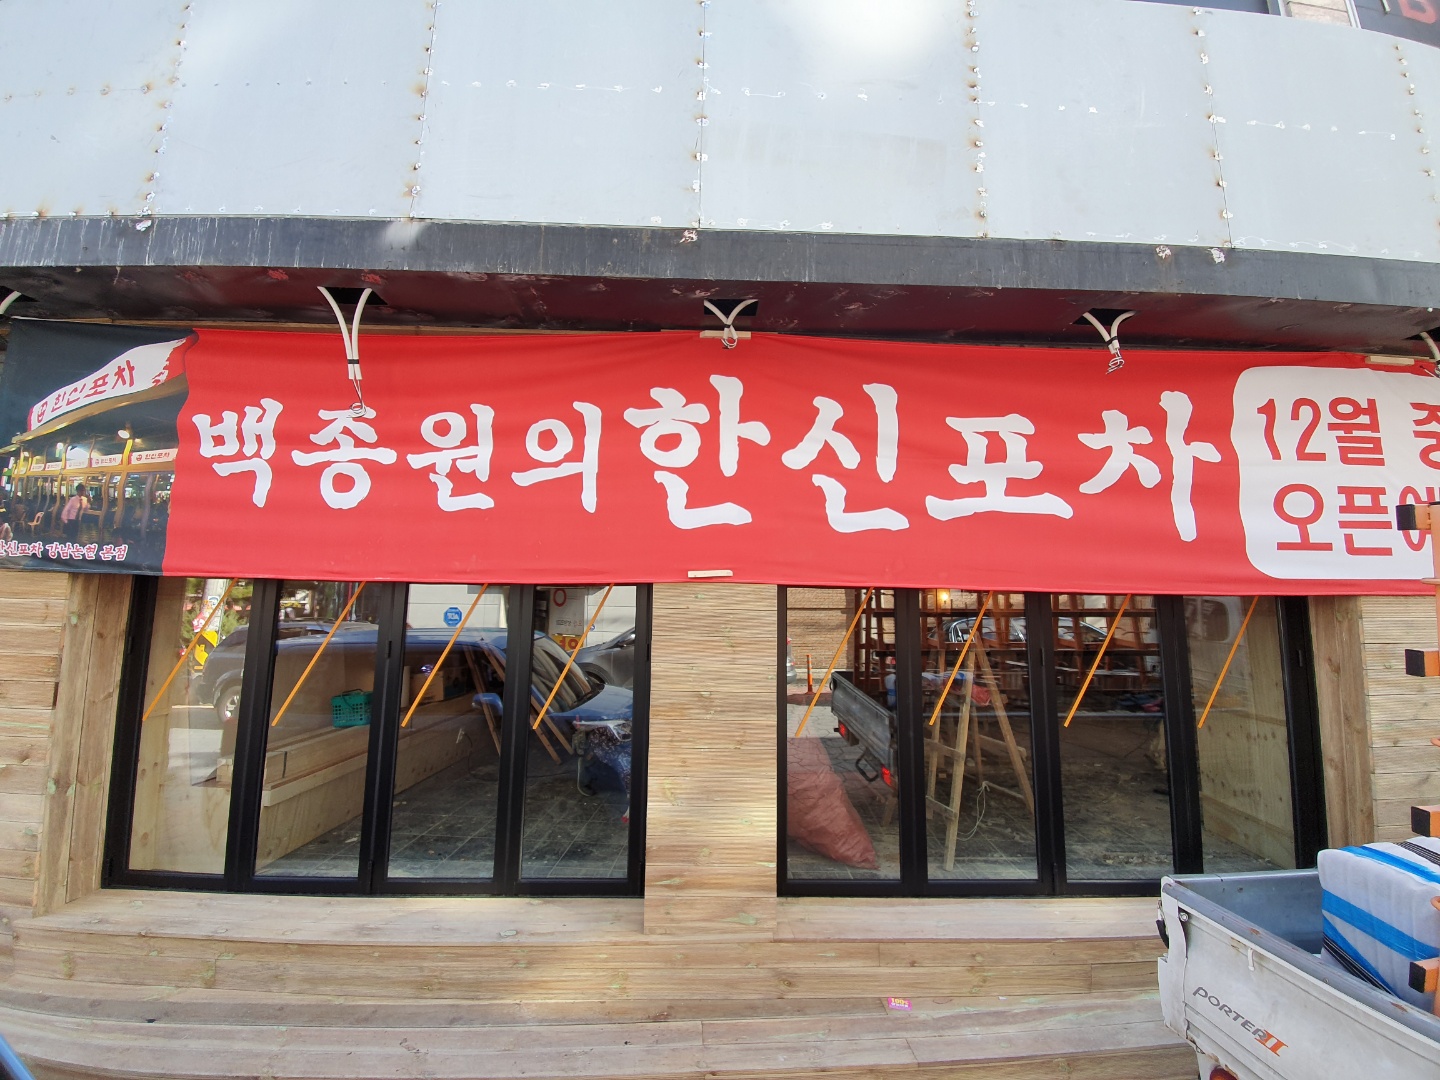 한신포차
한신포차 강남논현 본점
백종원의한신포차
12월 중
오픈예
PORTER II